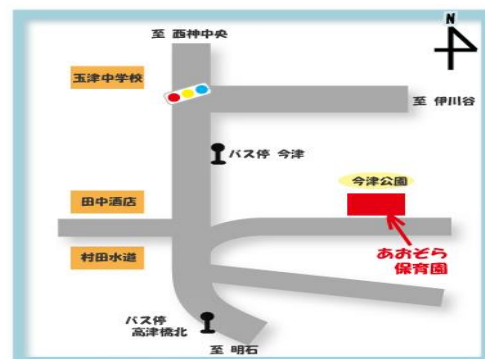 至 西神中央
N
玉津中学校
至 伊川谷
バス停 今津
今津公園
田中酒店
村田水道
あおぞら
保育園
バス停
高津橋北
至 明石